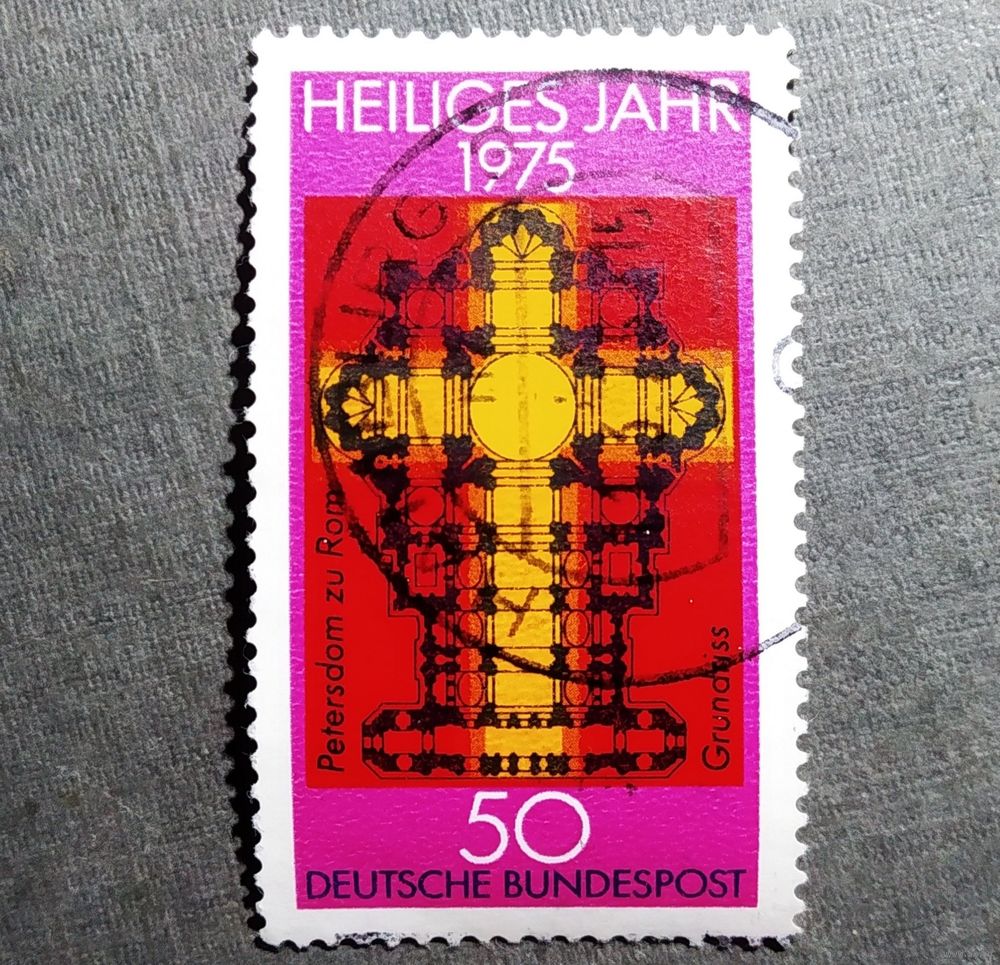 HEILIGES JAHR
1975
Petersdom zu Rom
Grundriss
50
DEUTSCHE BUNDESPOST